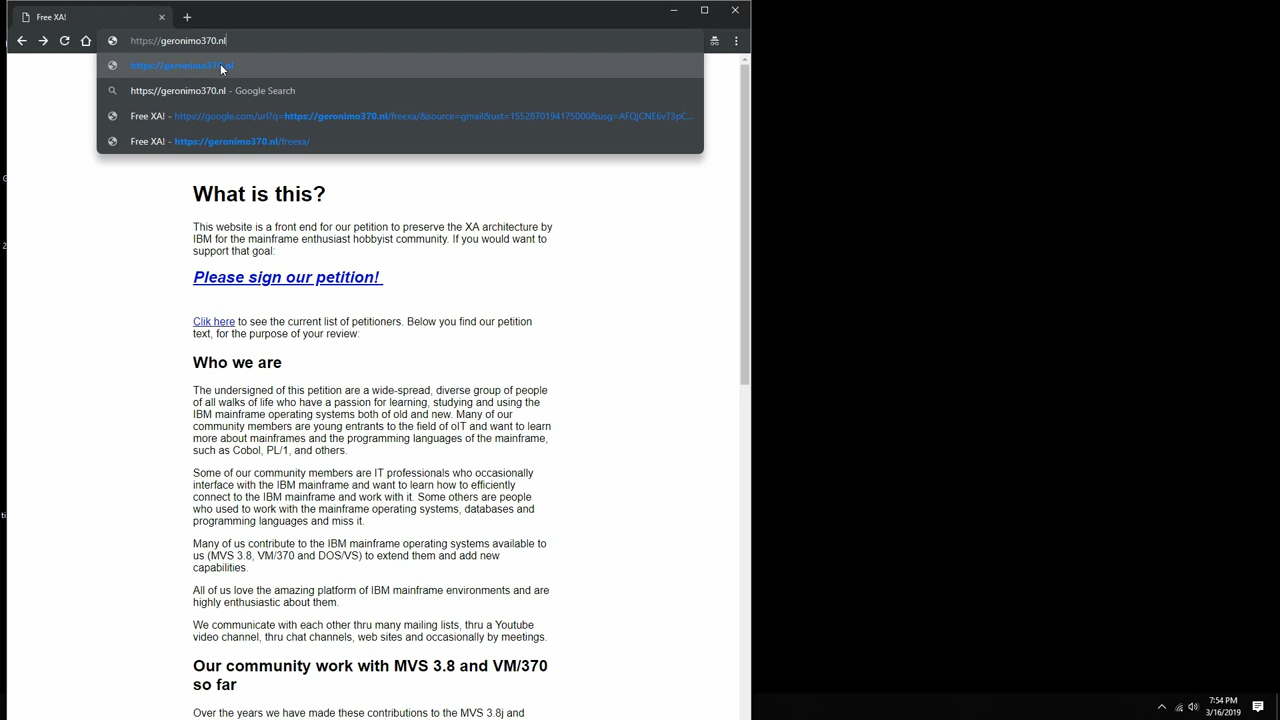 Free XA!
https://geronimo370.nl
https://geronimo370.nl
https://geronimo370.nl - Google Search
Free XA! - https://google.com/url?q=https://geronimo370.nl/freexa/&source=gmail&ust=1552870194175000&usg=AFQjCNE6vT3pC...
Free XA! - https://geronimo370.nl/freexa/
What is this?
This website is a front end for our petition to preserve the XA architecture by
IBM for the mainframe enthusiast hobbyist community. If you would want to
support that goal:
Please sign our petition!
Clik here to see the current list of petitioners. Below you find our petition
text, for the purpose of your review:
Who we are
The undersigned of this petition are a wide-spread, diverse group of people
of all walks of life who have a passion for learning, studying and using the
IBM mainframe operating systems both of old and new. Many of our
community members are young entrants to the field of oIT and want to learn
more about mainframes and the programming languages of the mainframe,
such as Cobol, PL/1, and others.
Some of our community members are IT professionals who occasionally
interface with the IBM mainframe and want to learn how to efficiently
connect to the IBM mainframe and work with it. Some others are people
who used to work with the mainframe operating systems, databases and
programming languages and miss it.
Many of us contribute to the IBM mainframe operating systems available to
us (MVS 3.8, VM/370 and DOS/VS) to extend them and add new
capabilities.
All of us love the amazing platform of IBM mainframe environments and are
highly enthusiastic about them.
We communicate with each other thru many mailing lists, thru a Youtube
video channel, thru chat channels, web sites and occasionally by meetings.
Our community work with MVS 3.8 and VM/370
so far
Over the years we have made these contributions to the MVS 3.8j and
7:54 PM
3/16/2019